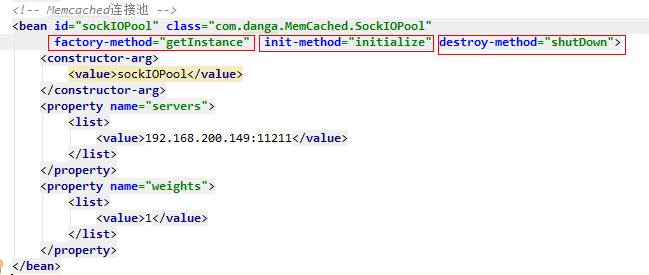 <!-- Memcached连接池 -->
<bean id="sockIOPool" class="com.danga.MemCached.SockIOPool"
factory-method="getInstance" init-method="initialize" destroy-method="shutDown">
<constructor-arg>
<value>sockIOPool</value>
</constructor-arg>
<property name="servers">
<list>
<value>192.168.200.149:11211</value>
</list>
</property>
<property name="weights">
<list>
<value>1</value>
</list>
</property>
</bean>